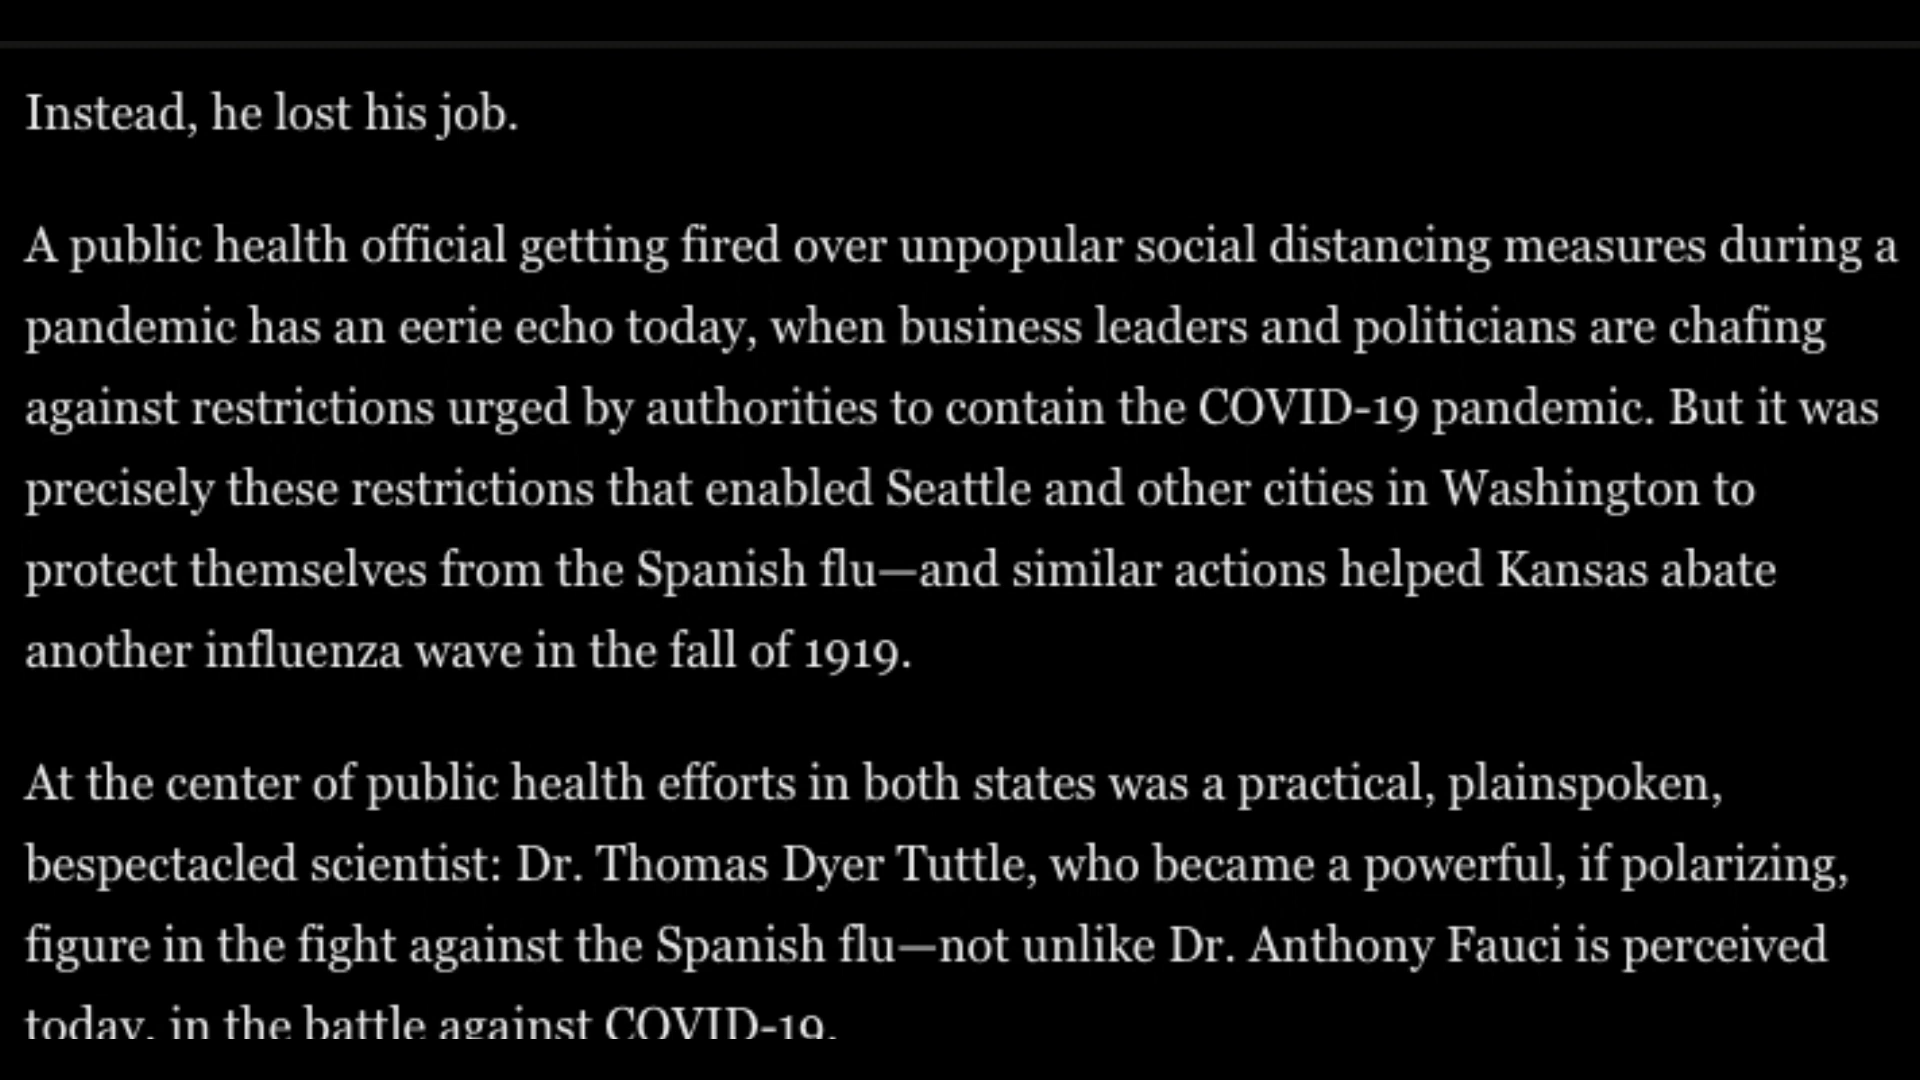 Instead, he lost his job.
A public health official getting fired over unpopular social distancing measures during a
pandemic has an eerie echo today, when business leaders and politicians are chafing
against restrictions urged by authorities to contain the COVID-19 pandemic. But it was
precisely these restrictions that enabled Seattle and other cities in Washington to
protect themselves from the Spanish flu—and similar actions helped Kansas abate
another influenza wave in the fall of 1919.
At the center of public health efforts in both states was a practical, plainspoken,
bespectacled scientist: Dr. Thomas Dyer Tuttle, who became a powerful, if polarizing,
figure in the fight against the Spanish flu—not unlike Dr. Anthony Fauci is perceived
today, in the battle against COVID-19.